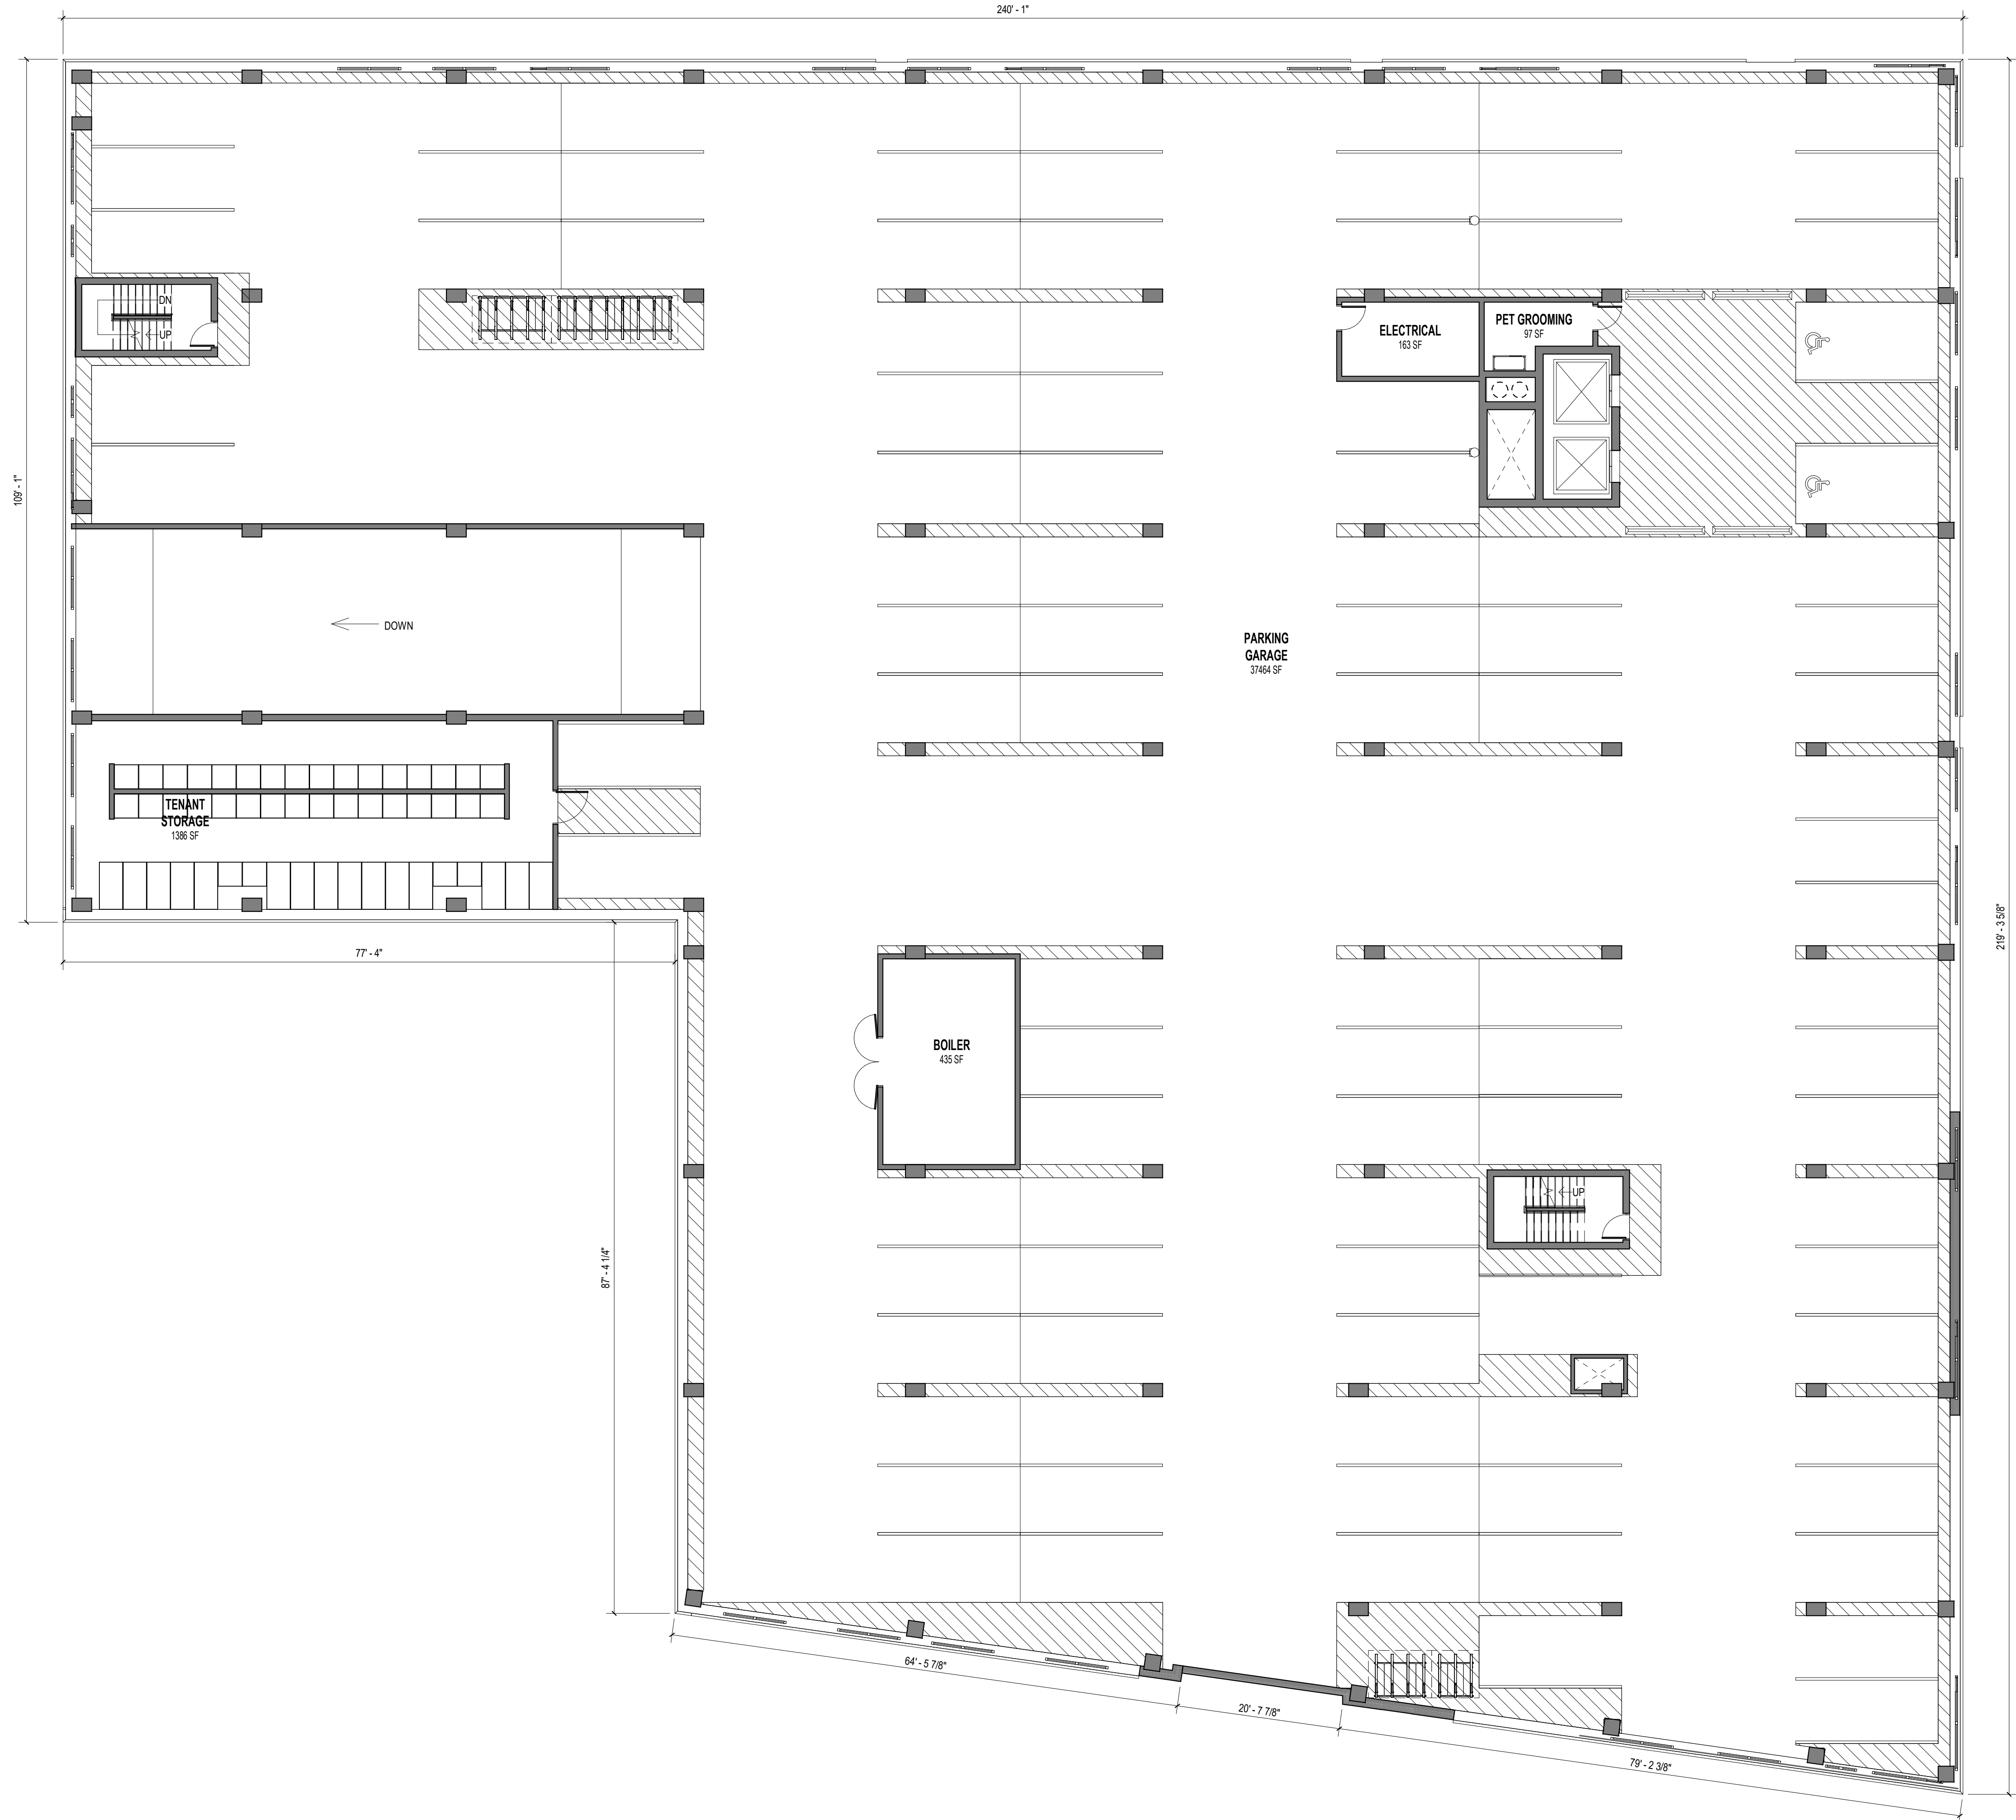 240' - 1"
DN
UP
ELECTRICAL
163 SF
PET GROOMING
97 SF
109' - 1"
DOWN
PARKING
GARAGE
37464 SF
TENANT
STORAGE
1386 SF
77' - 4"
219' - 3 5/8"
BOILER
435 SF
UP
87' - 4 1/4"
64' - 5 7/8"
20' - 7 7/8"
79' - 2 3/8"